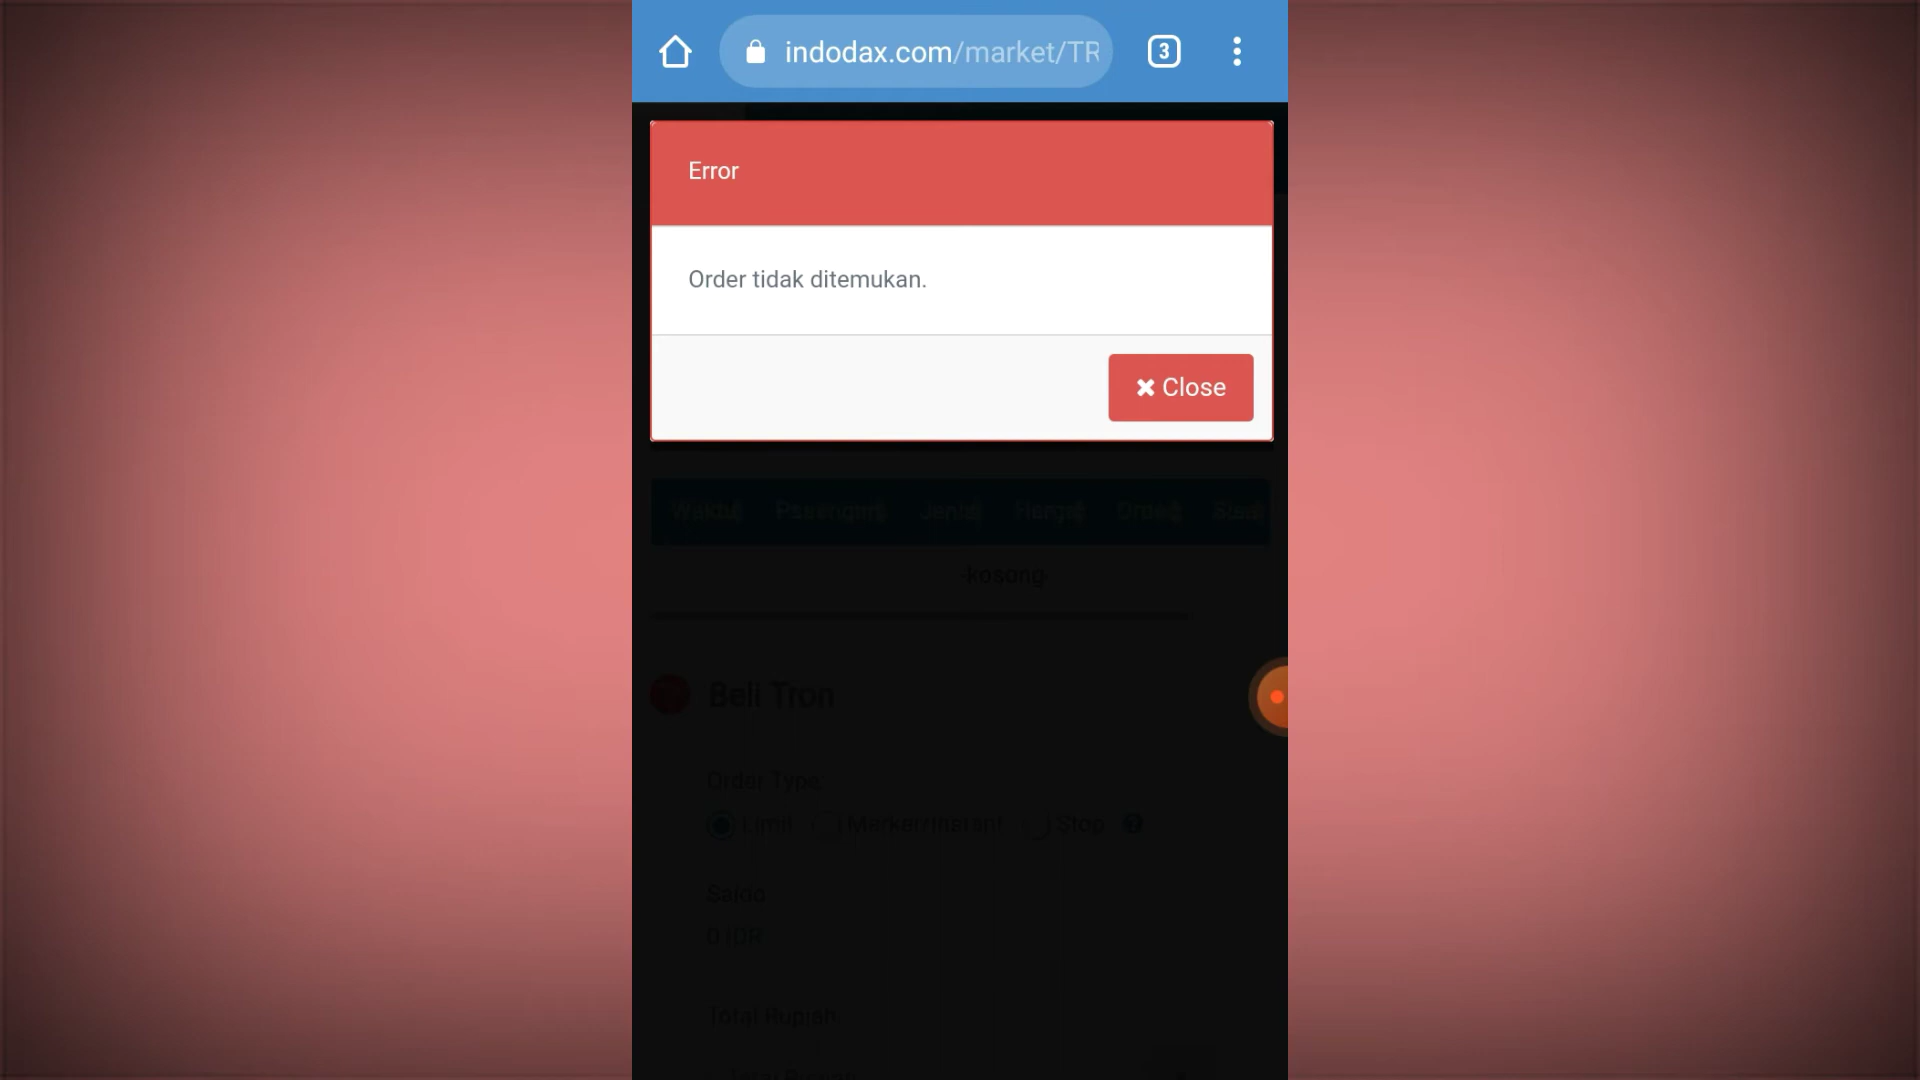 indodax.com/market/TR
3
Error
Order tidak ditemukan.
Close
-kosong-
Beli Tron
Order Type
Limit Market/Instant Stop ?
Saldo
0 IDR
Total Rupiah